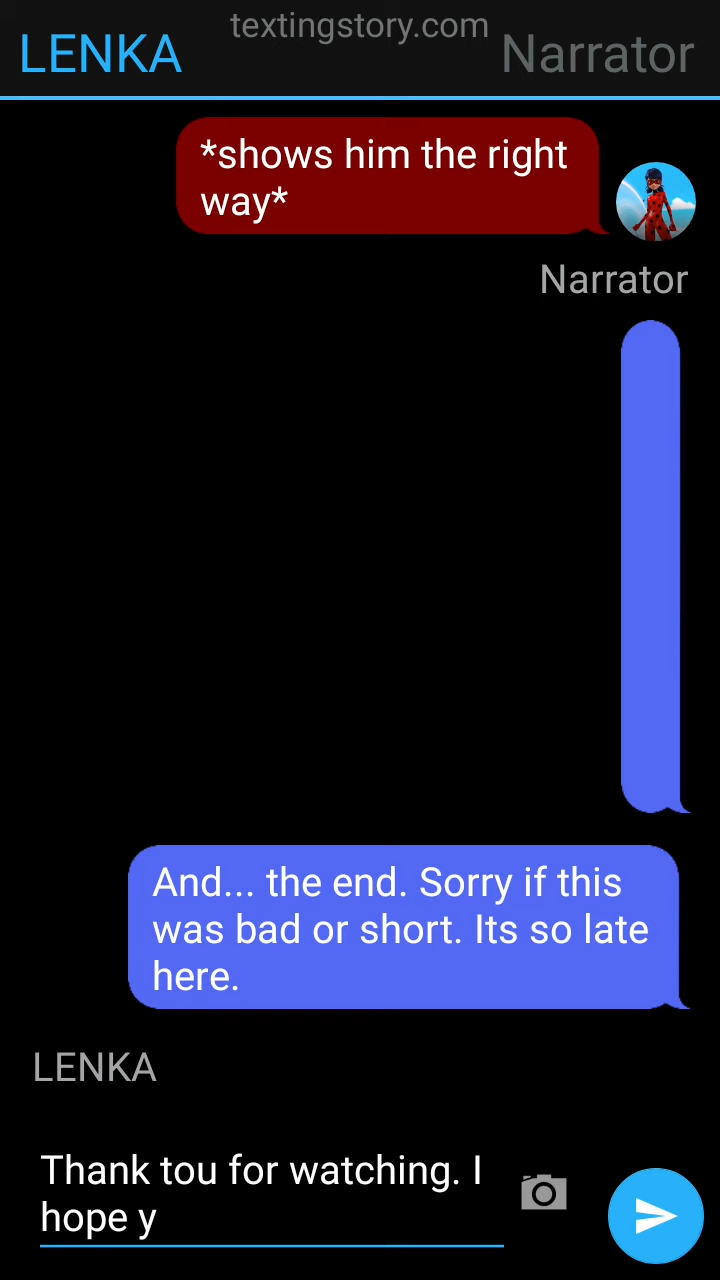 textingstory.com
LENKA
Narrator
*shows him the right
way*
Narrator
And... the end. Sorry if this
was bad or short. Its so late
here.
LENKA
Thank tou for watching. I
hope y